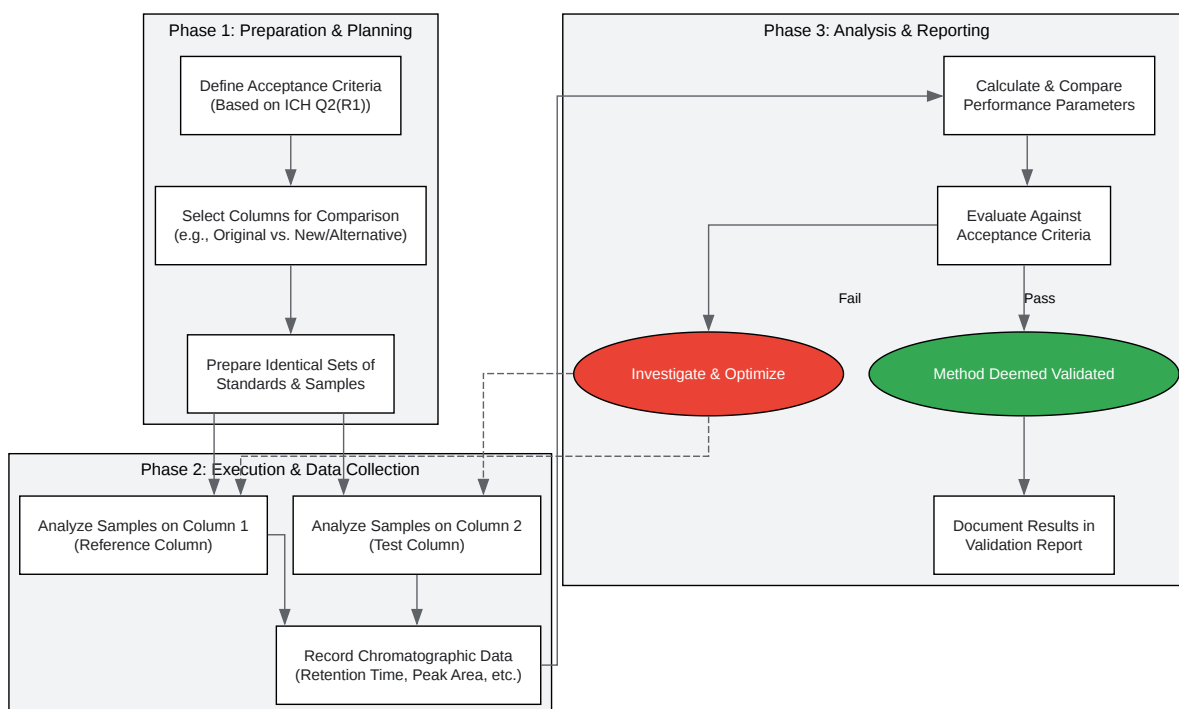 Phase 1: Preparation & Planning
Define Acceptance Criteria
(Based on ICH Q2(R1))
Select Columns for Comparison
(e.g., Original vs. New/Alternative)
Prepare Identical Sets of
Standards & Samples
Phase 2: Execution & Data Collection
Analyze Samples on Column 1
(Reference Column)
Analyze Samples on Column 2
(Test Column)
Record Chromatographic Data
(Retention Time, Peak Area, etc.)
Phase 3: Analysis & Reporting
Calculate & Compare
Performance Parameters
Evaluate Against
Acceptance Criteria
Fail
Pass
Investigate & Optimize
Method Deemed Validated
Document Results in
Validation Report